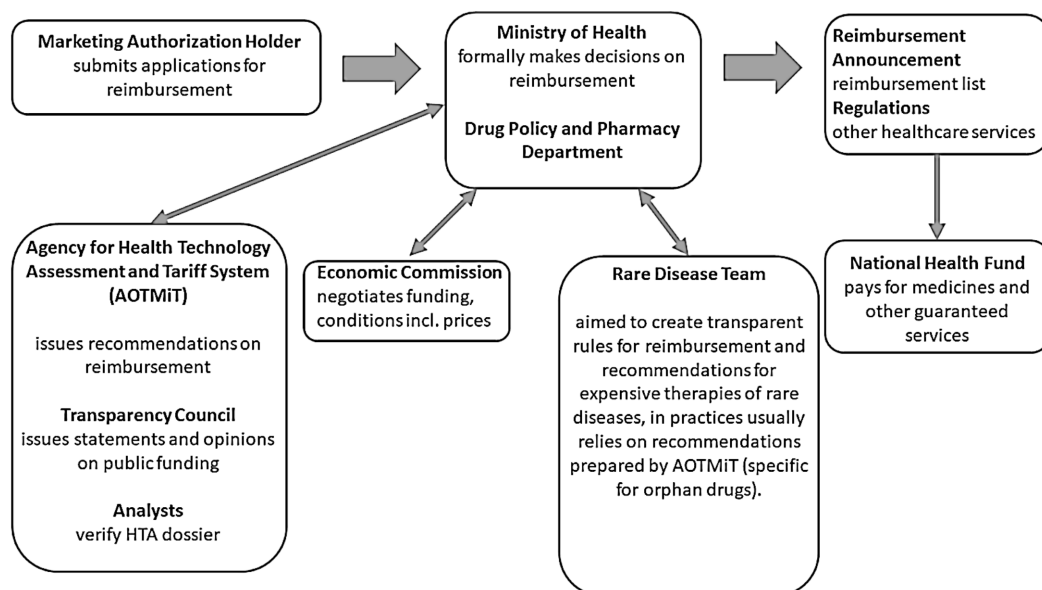 Marketing Authorization Holder
submits applications for
reimbursement
Ministry of Health
formally makes decisions on
reimbursement
Drug Policy and Pharmacy
Department
Reimbursement
Announcement
reimbursement list
Regulations
other healthcare services
Agency for Health Technology
Assessment and Tariff System
(AOTMiT)
issues recommendations on
reimbursement
Transparency Council
issues statements and opinions
on public funding
Analysts
verify HTA dossier
Economic Commission
negotiates funding,
conditions incl. prices
Rare Disease Team
aimed to create transparent
rules for reimbursement and
recommendations for
expensive therapies of rare
diseases, in practices usually
relies on recommendations
prepared by AOTMiT (specific
for orphan drugs).
National Health Fund
pays for medicines and
other guaranteed
services